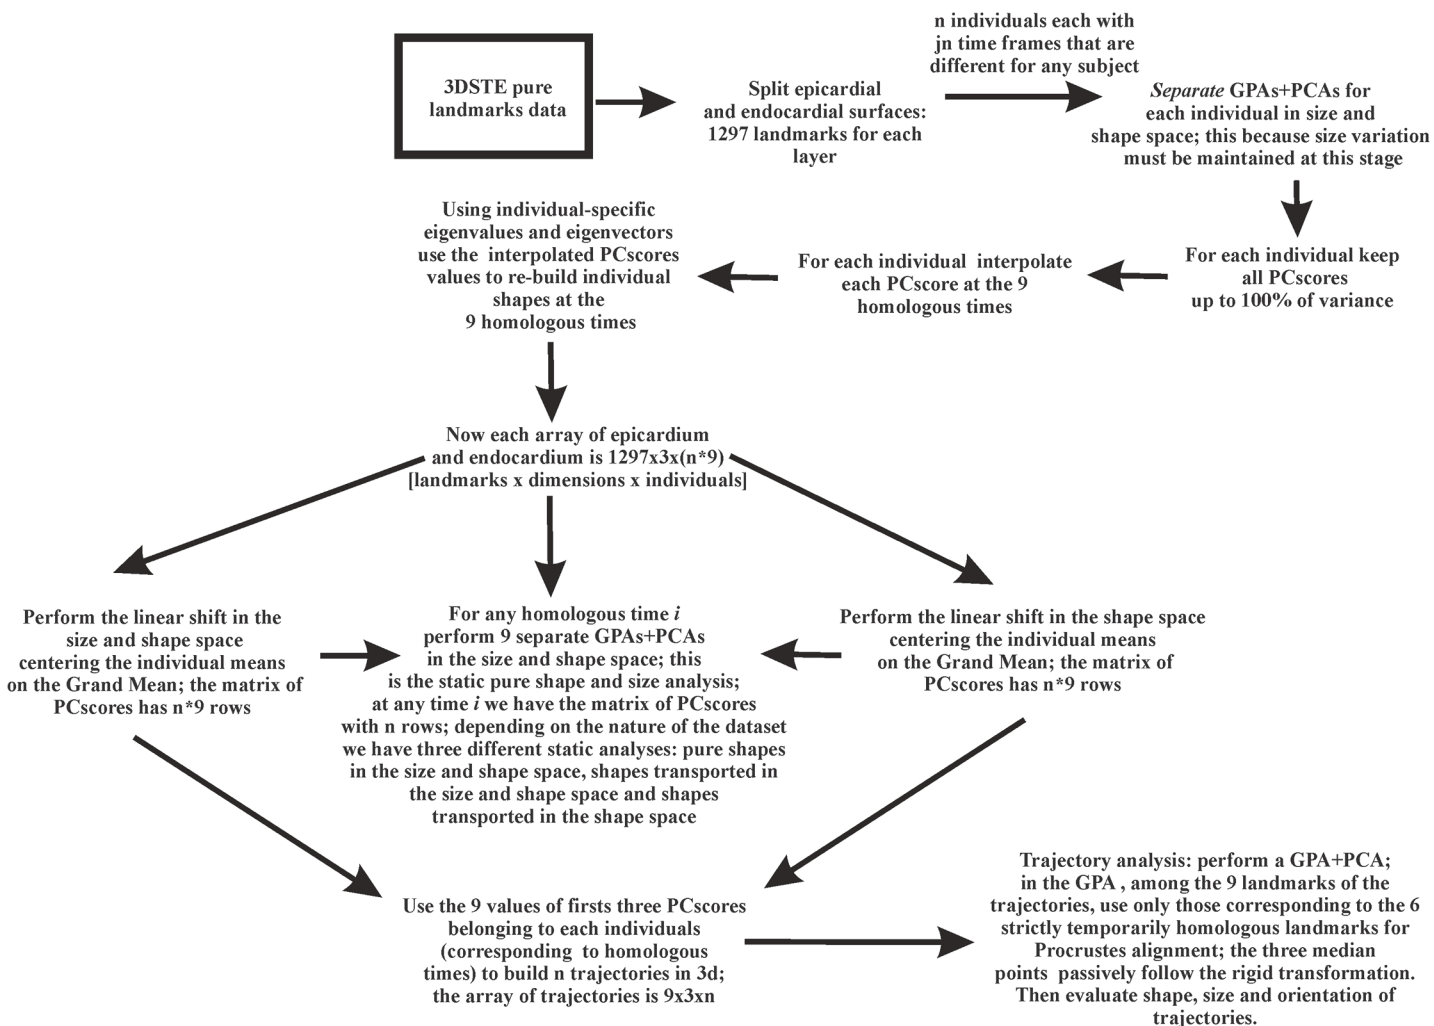 3DSTE pure
landmarks data
Split epicardial
and endocardial surfaces:
1297 landmarks for each
layer
n individuals each with
jn time frames that are
different for any subject
Separate GPAs+PCAs for
each individual in size and
shape space; this because size variation
must be maintained at this stage
For each individual keep
all PCscores
up to 100% of variance
For each individual interpolate
each PCscore at the 9
homologous times
Using individual-specific
eigenvalues and eigenvectors
use the interpolated PCscores
values to re-build individual
shapes at the
9 homologous times
Now each array of epicardium
and endocardium is 1297x3x(n*9)
[landmarks x dimensions x individuals]
Perform the linear shift in the
size and shape space
centering the individual means
on the Grand Mean; the matrix of
PCscores has n*9 rows
For any homologous time i
perform 9 separate GPAs+PCAs
in the size and shape space; this
is the static pure shape and size analysis;
at any time i we have the matrix of PCscores
with n rows; depending on the nature of the dataset
we have three different static analyses: pure shapes
in the size and shape space, shapes transported in
the size and shape space and shapes
transported in the shape space
Perform the linear shift in the shape space
centering the individual means
on the Grand Mean; the matrix of
PCscores has n*9 rows
Use the 9 values of firsts three PCscores
belonging to each individuals
(corresponding to homologous
times) to build n trajectories in 3d;
the array of trajectories is 9x3xn
Trajectory analysis: perform a GPA+PCA;
in the GPA , among the 9 landmarks of the
trajectories, use only those corresponding to the 6
strictly temporarily homologous landmarks for
Procrustes alignment; the three median
points passively follow the rigid transformation.
Then evaluate shape, size and orientation of
trajectories.